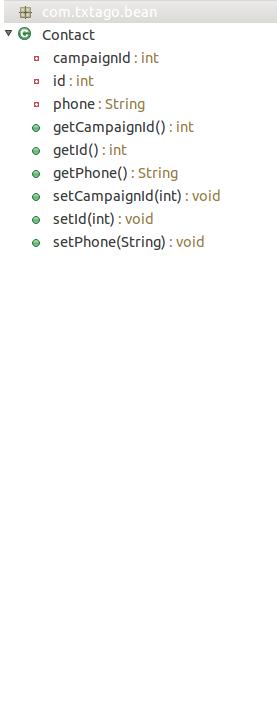 com.txtago.bean
Contact
campaignId : int
id : int
phone : String
getCampaignId() : int
getId() : int
getPhone() : String
setCampaignId(int) : void
setId(int) : void
setPhone(String) : void